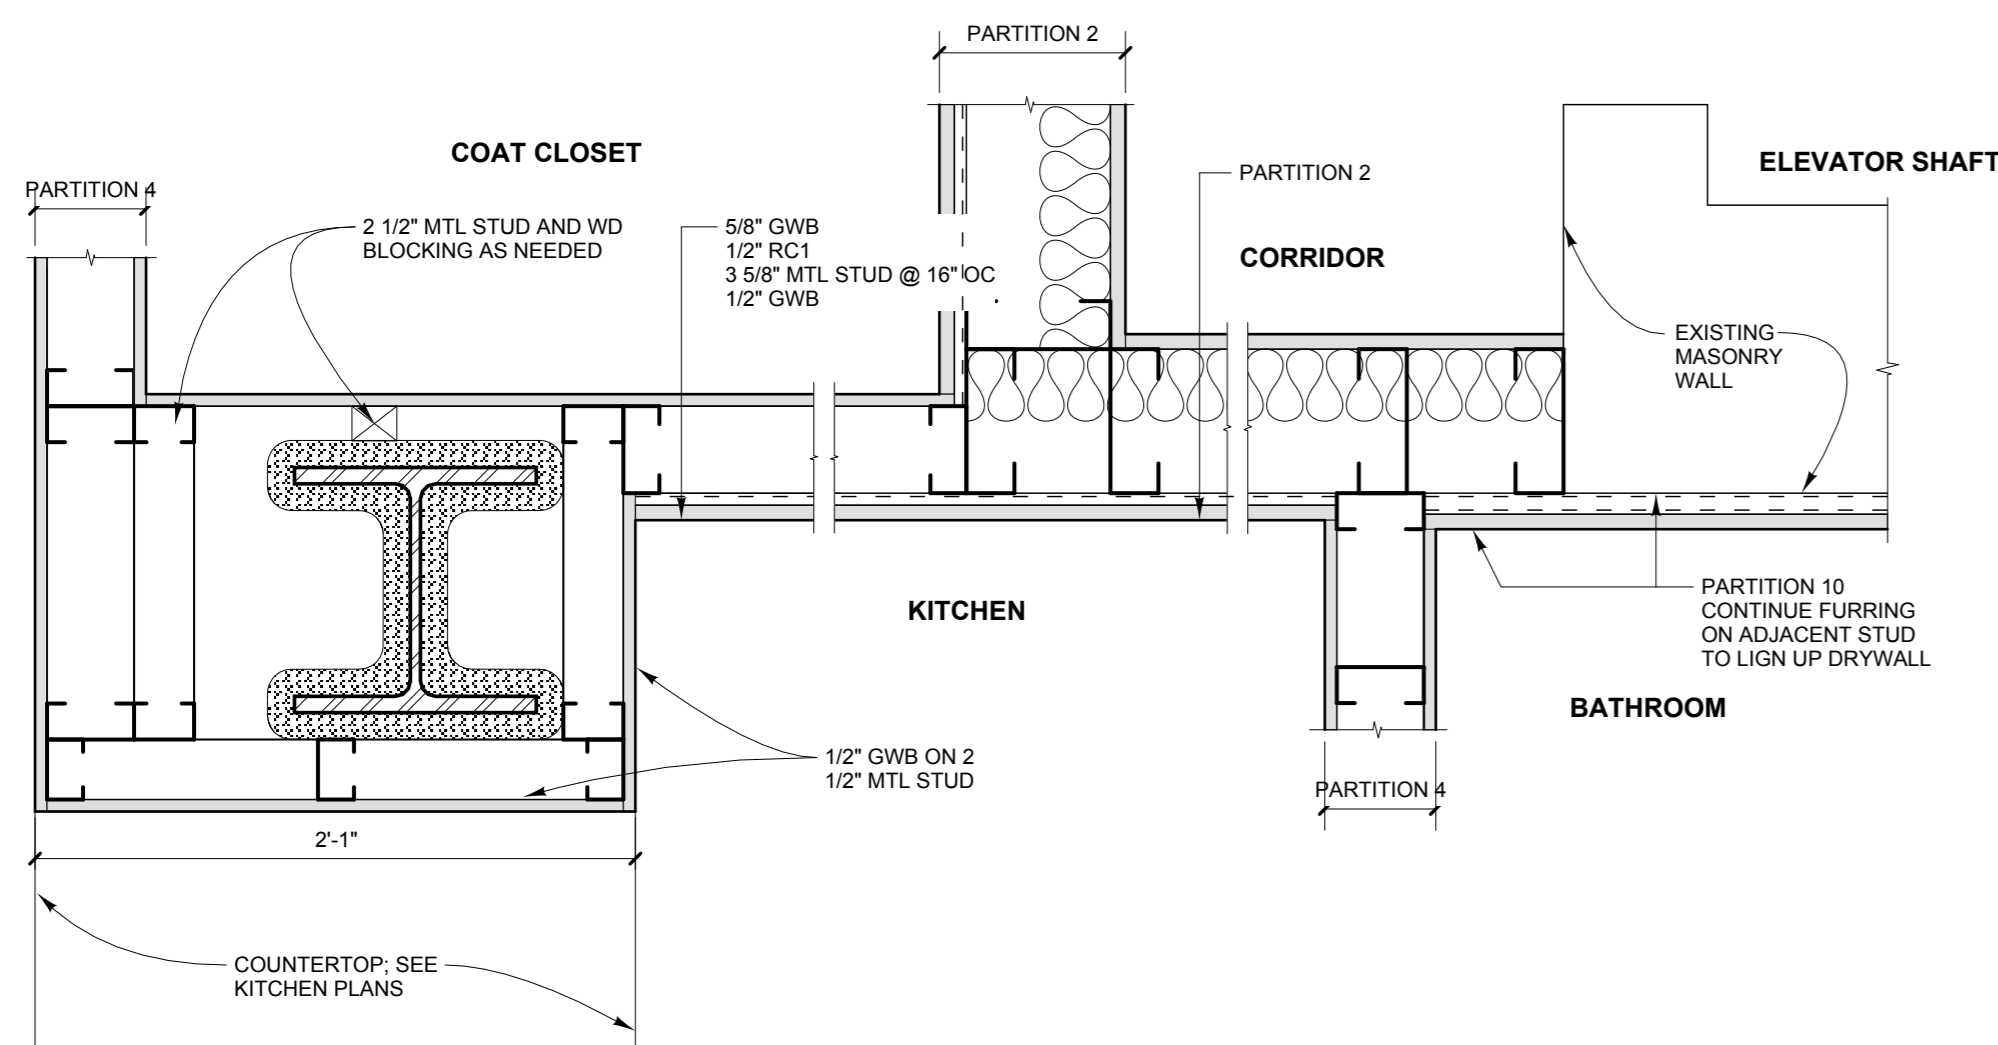 PARTITION 2
COAT CLOSET
ELEVATOR SHAFT
PARTITION 4
PARTITION 2
2 1/2" MTL STUD AND WD
BLOCKING AS NEEDED
5/8" GWB
1/2" RC1
3 5/8" MTL STUD @ 16" OC
1/2" GWB
CORRIDOR
EXISTING
MASONRY
WALL
KITCHEN
PARTITION 10
CONTINUE FURRING
ON ADJACENT STUD
TO LIGN UP DRYWALL
BATHROOM
1/2" GWB ON 2
1/2" MTL STUD
PARTITION 4
2'-1"
COUNTERTOP; SEE
KITCHEN PLANS